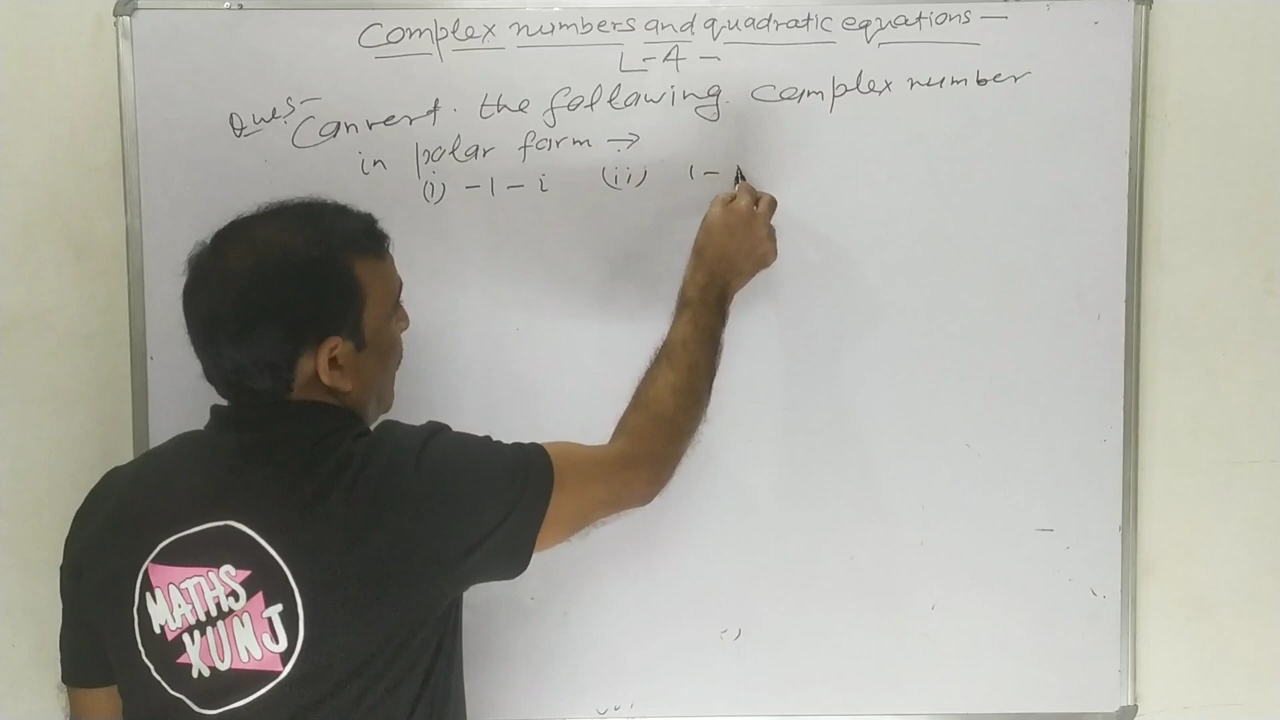 Complex numbers and quadratic equations —
L-4 -
Ques- Convert the following complex number
in polar form →
(i) -1 - i (ii) 1 -
MATHS
KUNJ